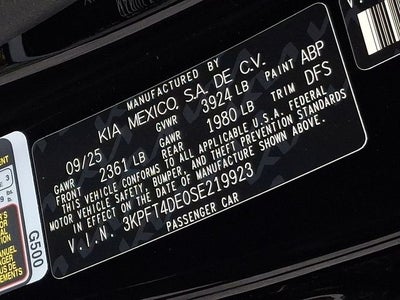 MANUFACTURED BY
KIA MEXICO, S.A. DE C.V.
09/25 GVWR 3924 LB PAINT ABP
GAWR FRONT 2361 LB GAWR REAR 1980 LB TRIM DFS
THIS VEHICLE CONFORMS TO ALL APPLICABLE U.S.A. FEDERAL
MOTOR VEHICLE SAFETY, BUMPER, AND THEFT PREVENTION STANDARDS
IN EFFECT ON THE DATE OF MANUFACTURE SHOWN ABOVE.
V.I.N. 3KPFT4DE0SE219923
PASSENGER CAR
G500